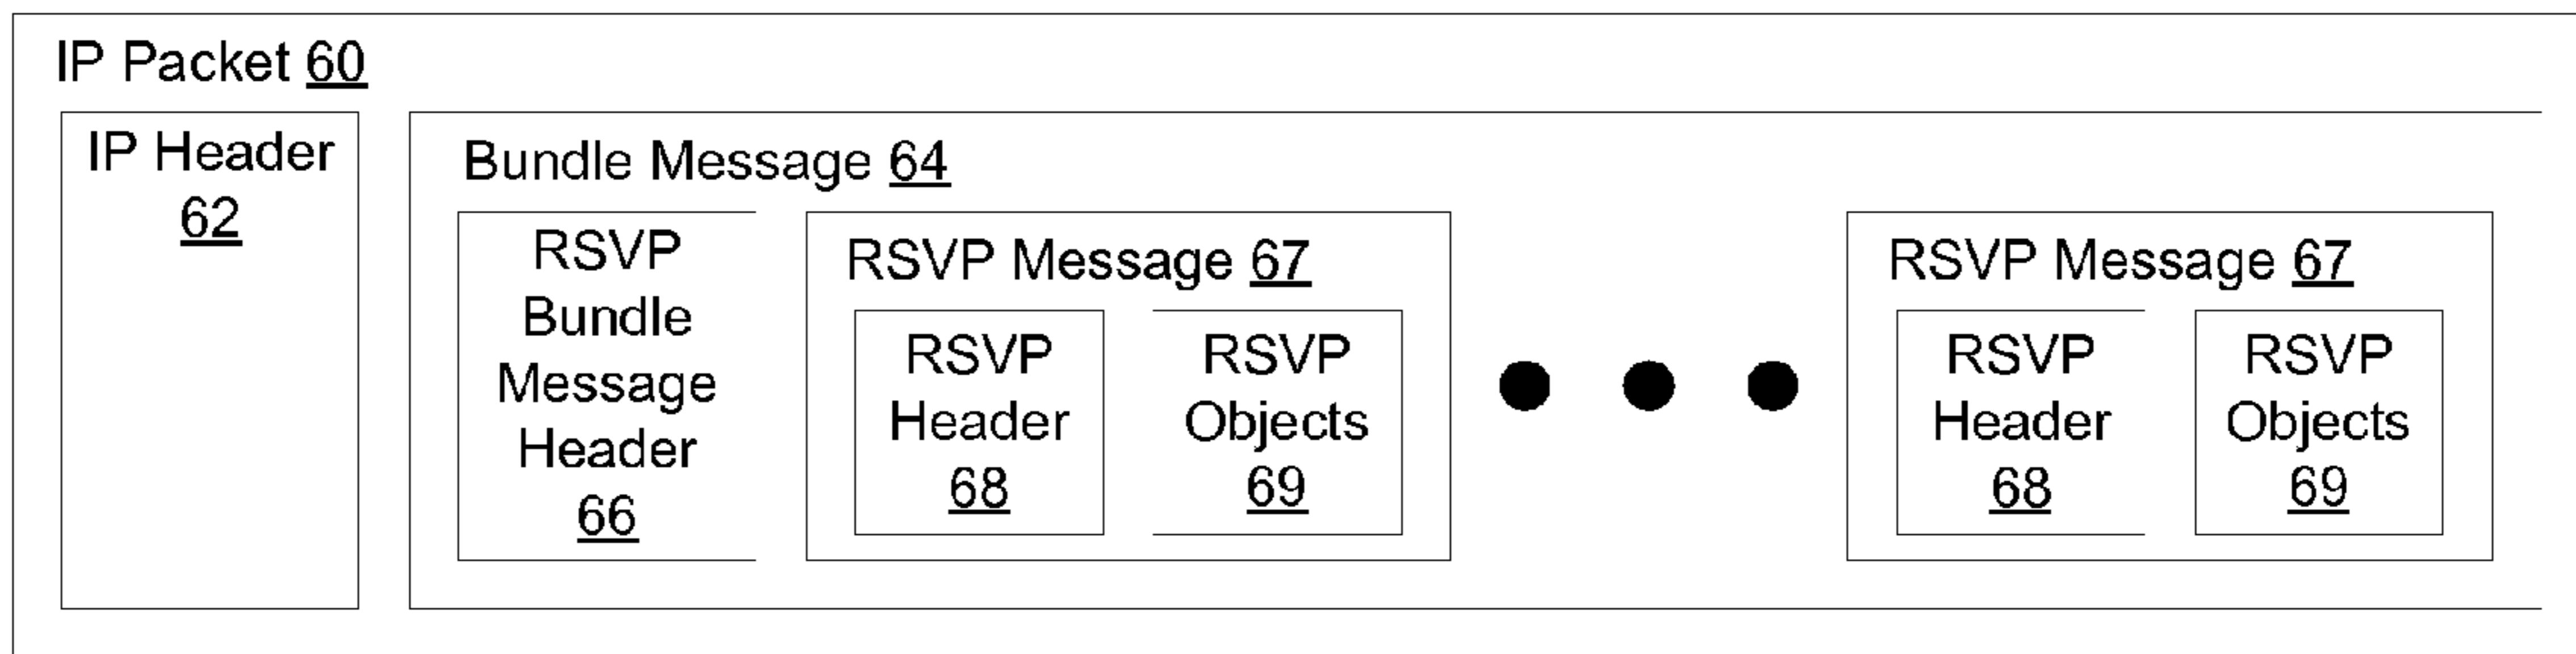 IP Packet 60
IP Header
62
Bundle Message 64
RSVP
Bundle
Message
Header
66
RSVP Message 67
RSVP
Header
68
RSVP
Objects
69
RSVP Message 67
RSVP
Header
68
RSVP
Objects
69